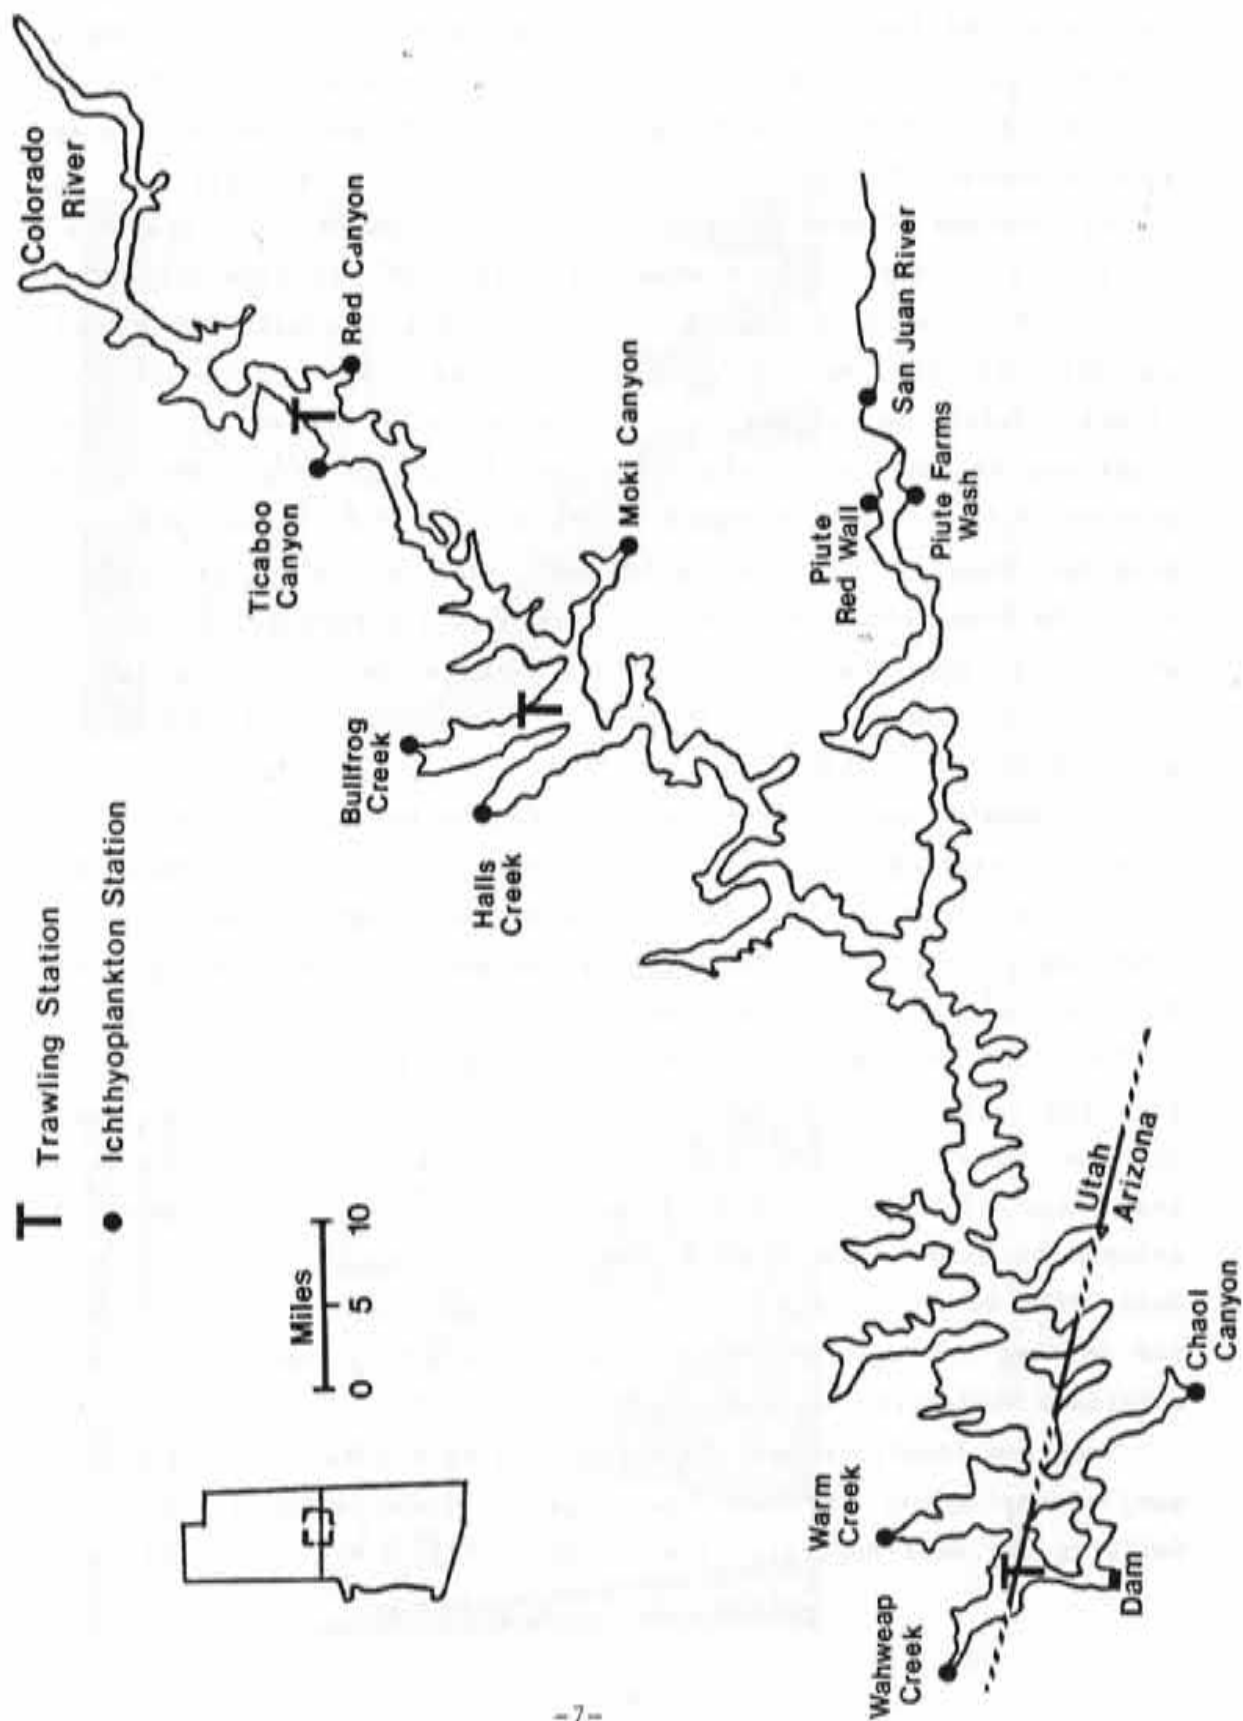 T Trawling Station
● Ichthyoplankton Station
Miles
0 5 10
Colorado
River
Red Canyon
Ticaboo
Canyon
Moki Canyon
Bullfrog
Creek
Halls
Creek
San Juan River
Piute
Red Wall
Piute Farms
Wash
Utah
Arizona
Chaol
Canyon
Warm
Creek
Wahweap
Creek
Dam
-7-